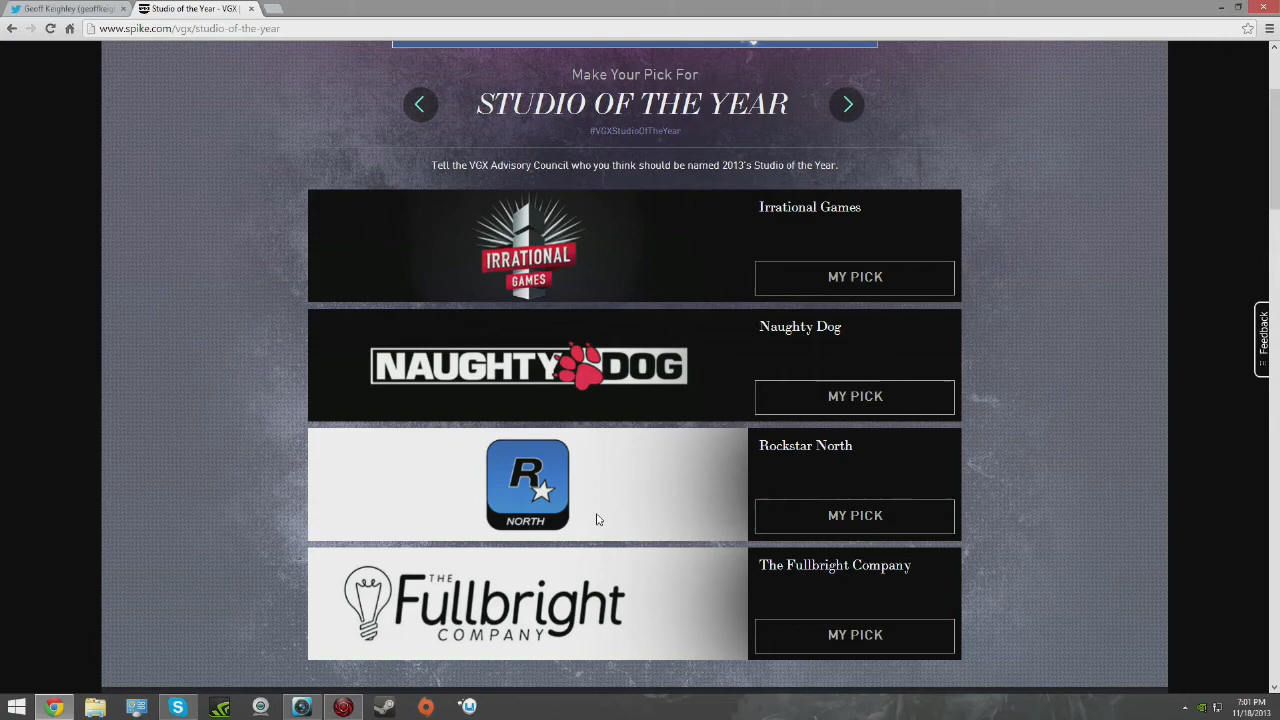 Geoff Keighley (geoffkeigh
Studio of the Year - VGX |
www.spike.com/vgx/studio-of-the-year
Make Your Pick For
STUDIO OF THE YEAR
#VGXStudioOfTheYear
Tell the VGX Advisory Council who you think should be named 2013's Studio of the Year.
IRRATIONAL
GAMES
Irrational Games
MY PICK
Feedback
NAUGHTY DOG
Naughty Dog
MY PICK
R
NORTH
Rockstar North
MY PICK
THE
Fullbright
COMPANY
The Fullbright Company
MY PICK
7:01 PM
11/18/2013